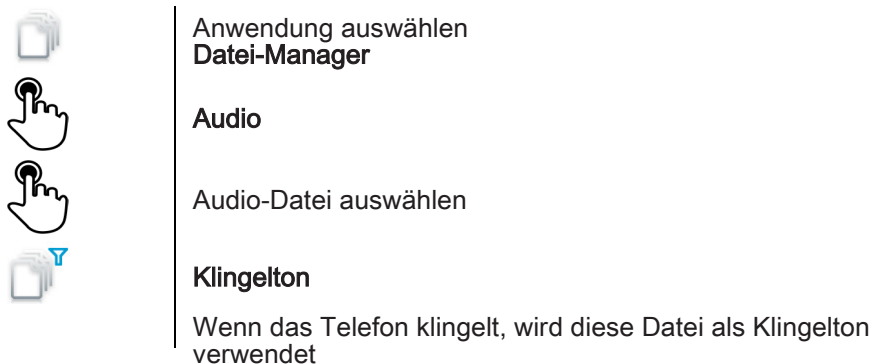 Anwendung auswählen
Datei-Manager
Audio
Audio-Datei auswählen
Klingelton
Wenn das Telefon klingelt, wird diese Datei als Klingelton
verwendet